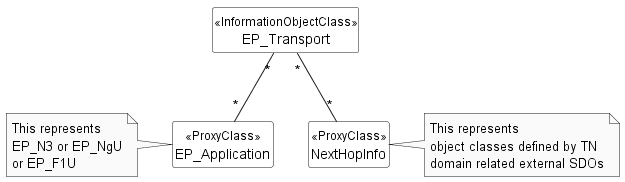 «InformationObjectClass»
EP_Transport
*
*
*
*
This represents
EP_N3 or EP_NgU
or EP_F1U
«ProxyClass»
EP_Application
«ProxyClass»
NextHopInfo
This represents
object classes defined by TN
domain related external SDOs